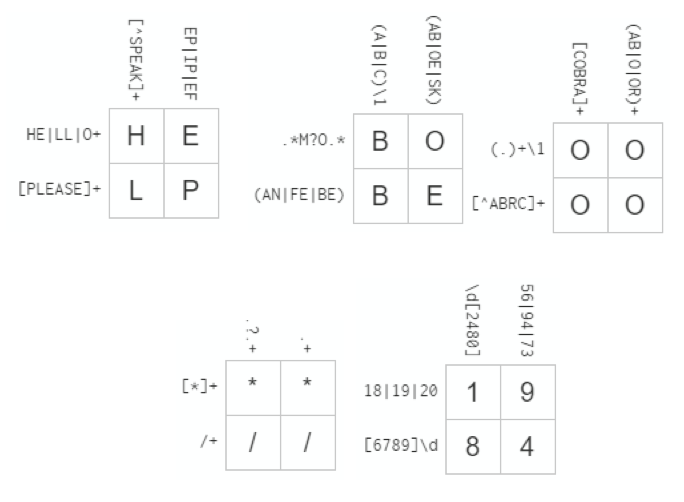 [^SPEAK]+
EP|IP|EF
HE|LL|O+
H E
[PLEASE]+
L P
(A|B|C)\1
(AB|OE|SK)
.*M?O.*
B O
(AN|FE|BE)
B E
[COBRA]+
(AB|O|OR)+
(.)+\1
O O
[^ABRC]+
O O
.?.+
.+
[*]+
* *
/+
/ /
\d[2480]
56|94|73
18|19|20
1 9
[6789]\d
8 4